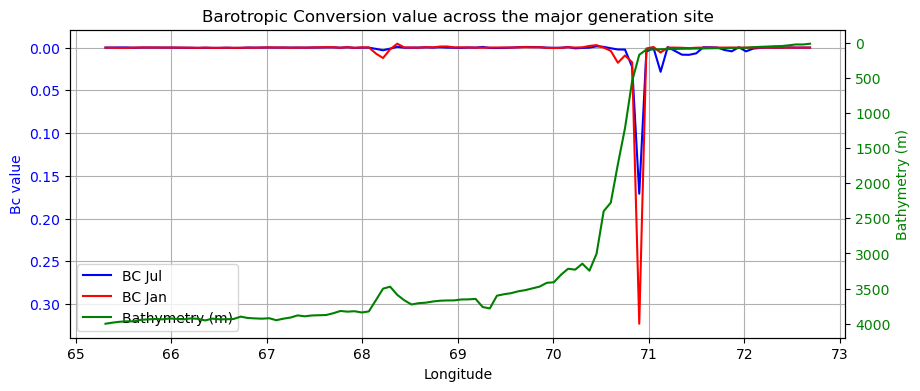 Barotropic Conversion value across the major generation site
0.00
0.05
0.10
0.15
0.20
0.25
0.30
Bc value
0
500
1000
1500
2000
2500
3000
3500
4000
Bathymetry (m)
BC Jul
BC Jan
Bathymetry (m)
65 66 67 68 69 70 71 72 73
Longitude